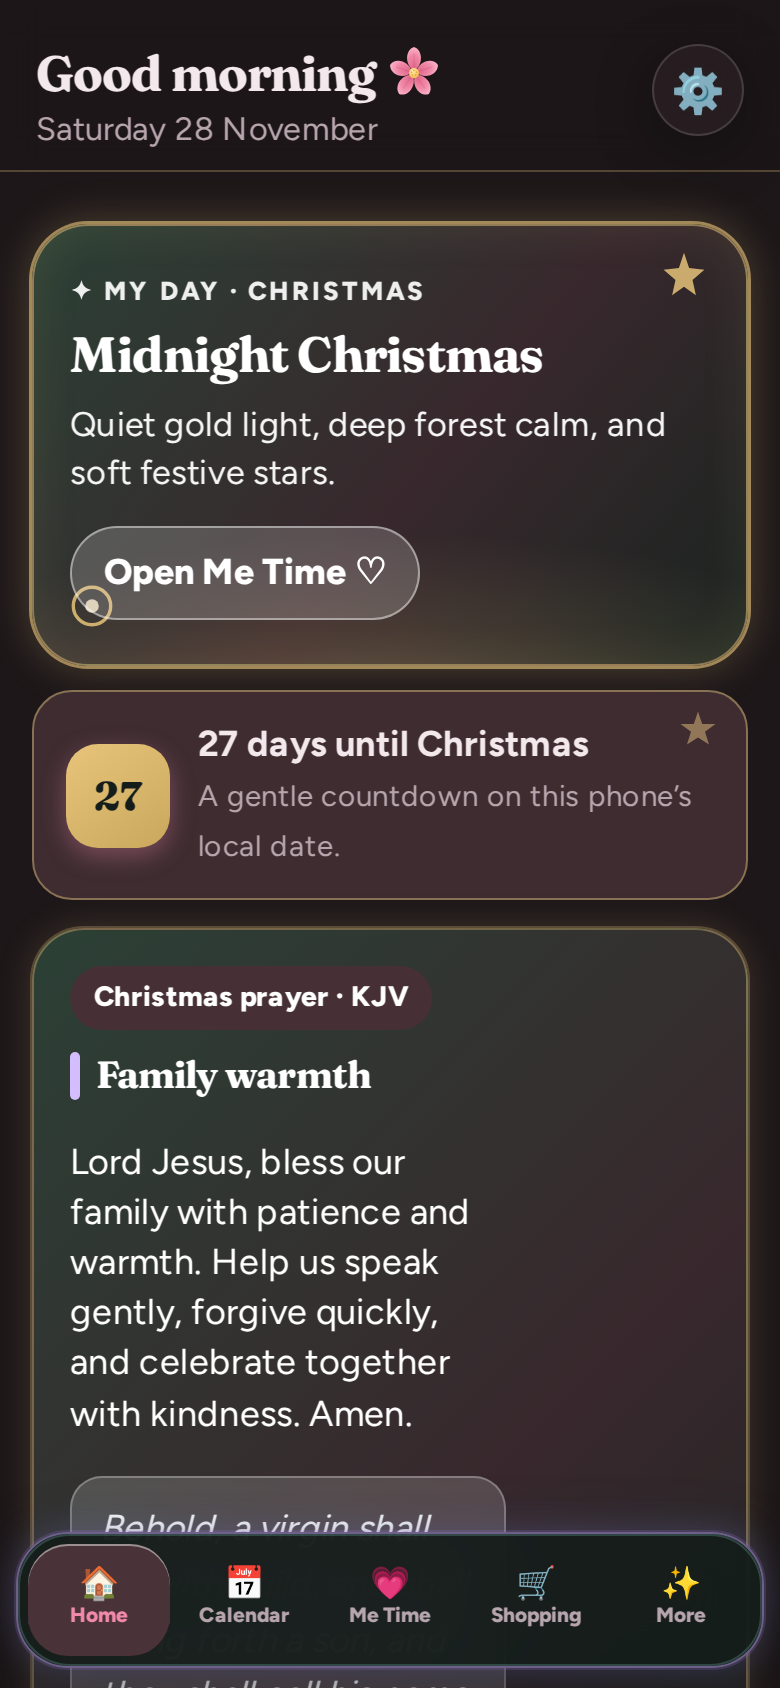 Good morning 🌸
Saturday 28 November
✦ MY DAY · CHRISTMAS
Midnight Christmas
Quiet gold light, deep forest calm, and
soft festive stars.
Open Me Time ♡
27 days until Christmas
27
A gentle countdown on this phone’s
local date.
Christmas prayer · KJV
Family warmth
Lord Jesus, bless our
family with patience and
warmth. Help us speak
gently, forgive quickly,
and celebrate together
with kindness. Amen.
Behold, a virgin shall
forth a son, and
July
17
Home
Calendar
Me Time
Shopping
More